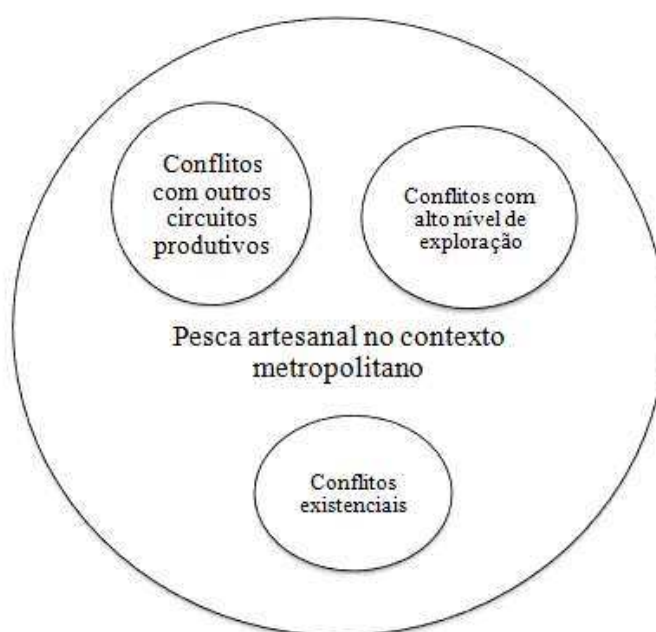 Conflitos
com outros
circuitos
produtivos
Conflitos com
alto nível de
exploração
Pesca artesanal no contexto
metropolitano
Conflitos
existenciais